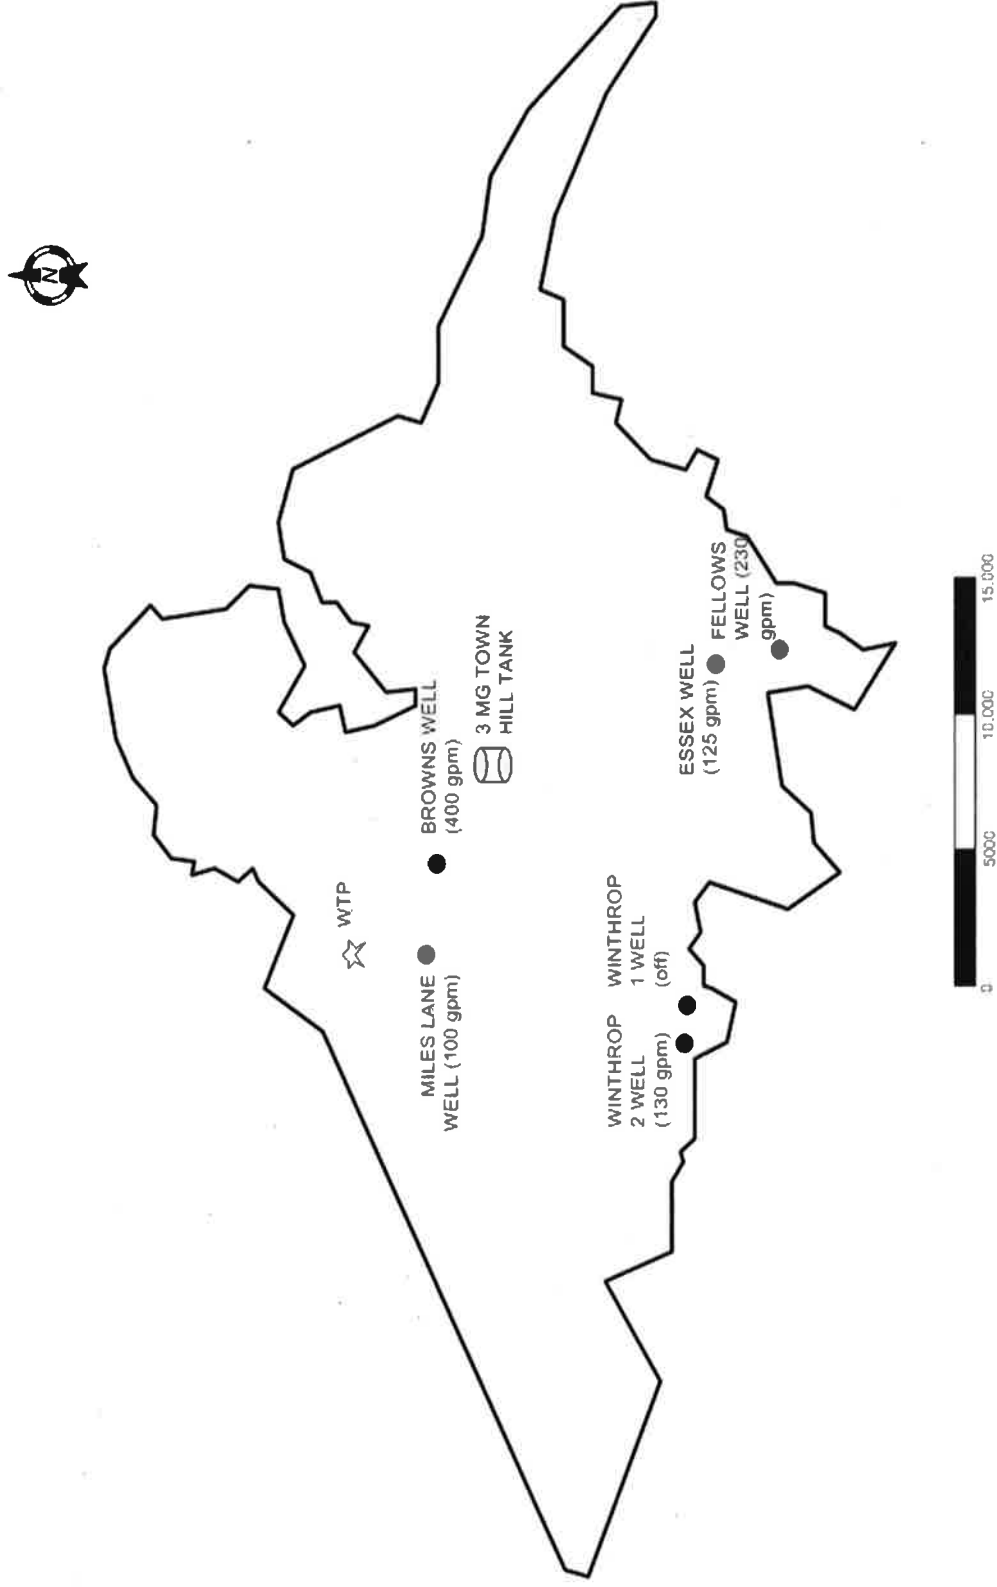 N
WTP
MILES LANE
WELL (100 gpm)
BROWNS WELL
(400 gpm)
3 MG TOWN
HILL TANK
WINTHROP
2 WELL
(130 gpm)
WINTHROP
1 WELL
(off)
ESSEX WELL
(125 gpm)
FELLOWS
WELL (230
gpm)
0
5000
10.000
15.000